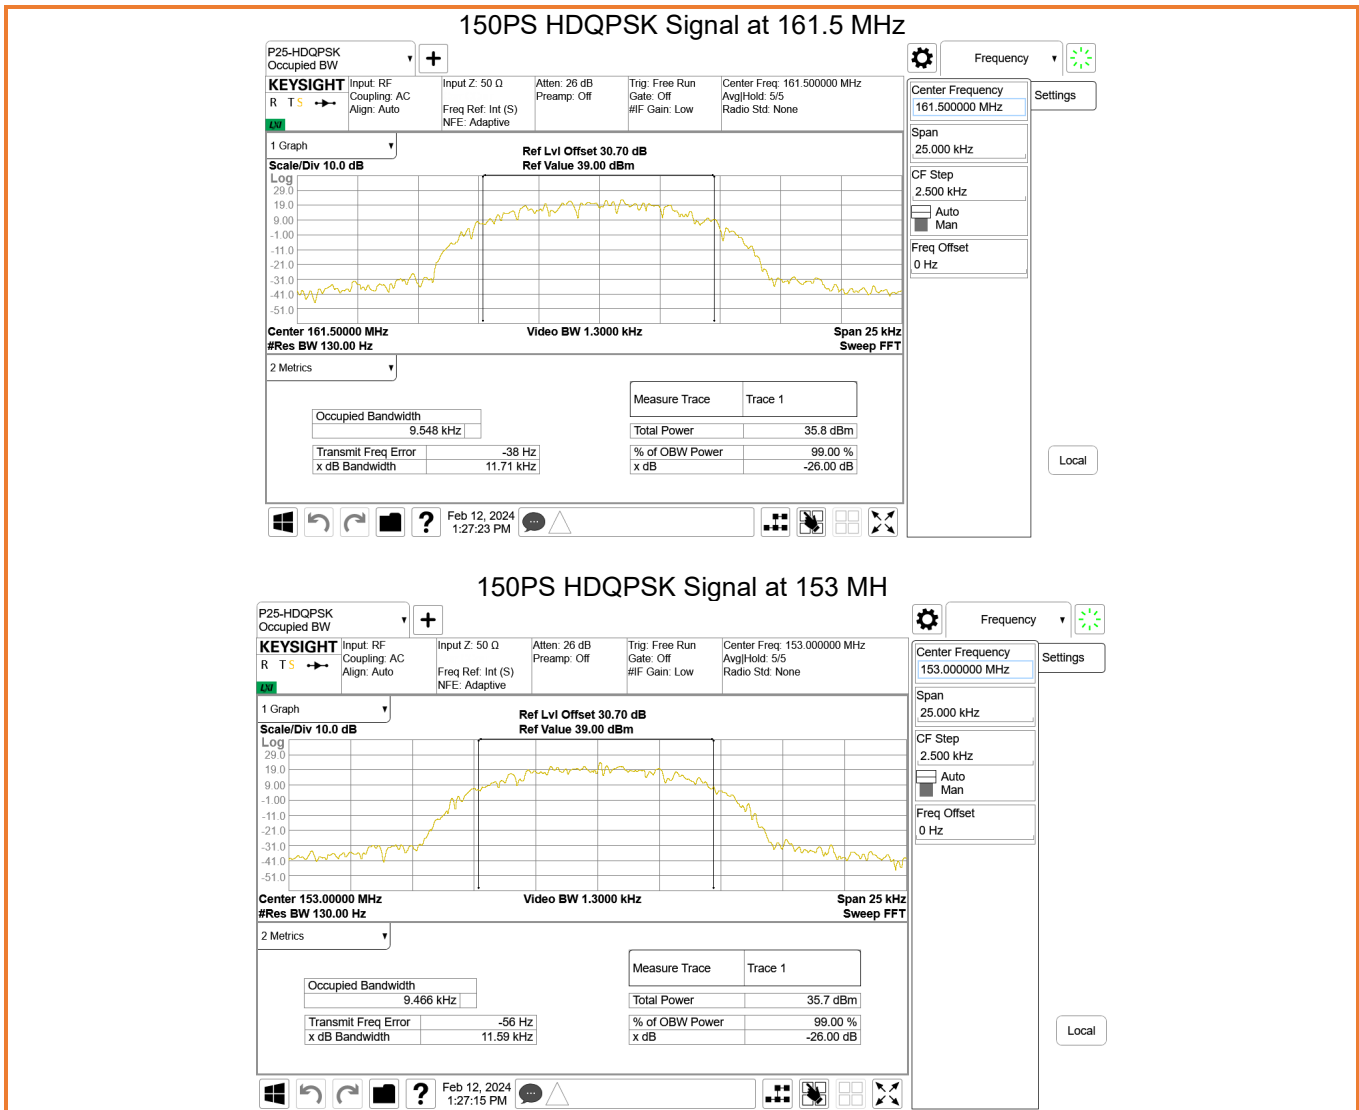 150PS HDQPSK Signal at 161.5 MHz
P25-HDQPSK
Occupied BW
+
Frequency
KEYSIGHT
R T S
LXI
Input: RF
Coupling: AC
Align: Auto
Input Z: 50 Ω
Freq Ref: Int (S)
NFE: Adaptive
Atten: 26 dB
Preamp: Off
Trig: Free Run
Gate: Off
#IF Gain: Low
Center Freq: 161.500000 MHz
Avg|Hold: 5/5
Radio Std: None
Center Frequency
161.500000 MHz
Settings
Span
25.000 kHz
CF Step
2.500 kHz
Auto
Man
Freq Offset
0 Hz
1 Graph
Scale/Div 10.0 dB
Ref Lvl Offset 30.70 dB
Ref Value 39.00 dBm
Log
29.0
19.0
9.00
-1.00
-11.0
-21.0
-31.0
-41.0
-51.0
Center 161.50000 MHz
Video BW 1.3000 kHz
Span 25 kHz
#Res BW 130.00 Hz
Sweep FFT
2 Metrics
Measure Trace Trace 1
Occupied Bandwidth
9.548 kHz
Total Power 35.8 dBm
Transmit Freq Error -38 Hz
% of OBW Power 99.00 %
x dB Bandwidth 11.71 kHz
x dB -26.00 dB
Local
?
Feb 12, 2024
1:27:23 PM
150PS HDQPSK Signal at 153 MH
P25-HDQPSK
Occupied BW
+
Frequency
KEYSIGHT
R T S
LXI
Input: RF
Coupling: AC
Align: Auto
Input Z: 50 Ω
Freq Ref: Int (S)
NFE: Adaptive
Atten: 26 dB
Preamp: Off
Trig: Free Run
Gate: Off
#IF Gain: Low
Center Freq: 153.000000 MHz
Avg|Hold: 5/5
Radio Std: None
Center Frequency
153.000000 MHz
Settings
Span
25.000 kHz
CF Step
2.500 kHz
Auto
Man
Freq Offset
0 Hz
1 Graph
Scale/Div 10.0 dB
Ref Lvl Offset 30.70 dB
Ref Value 39.00 dBm
Log
29.0
19.0
9.00
-1.00
-11.0
-21.0
-31.0
-41.0
-51.0
Center 153.00000 MHz
Video BW 1.3000 kHz
Span 25 kHz
#Res BW 130.00 Hz
Sweep FFT
2 Metrics
Measure Trace Trace 1
Occupied Bandwidth
9.466 kHz
Total Power 35.7 dBm
Transmit Freq Error -56 Hz
% of OBW Power 99.00 %
x dB Bandwidth 11.59 kHz
x dB -26.00 dB
Local
?
Feb 12, 2024
1:27:15 PM